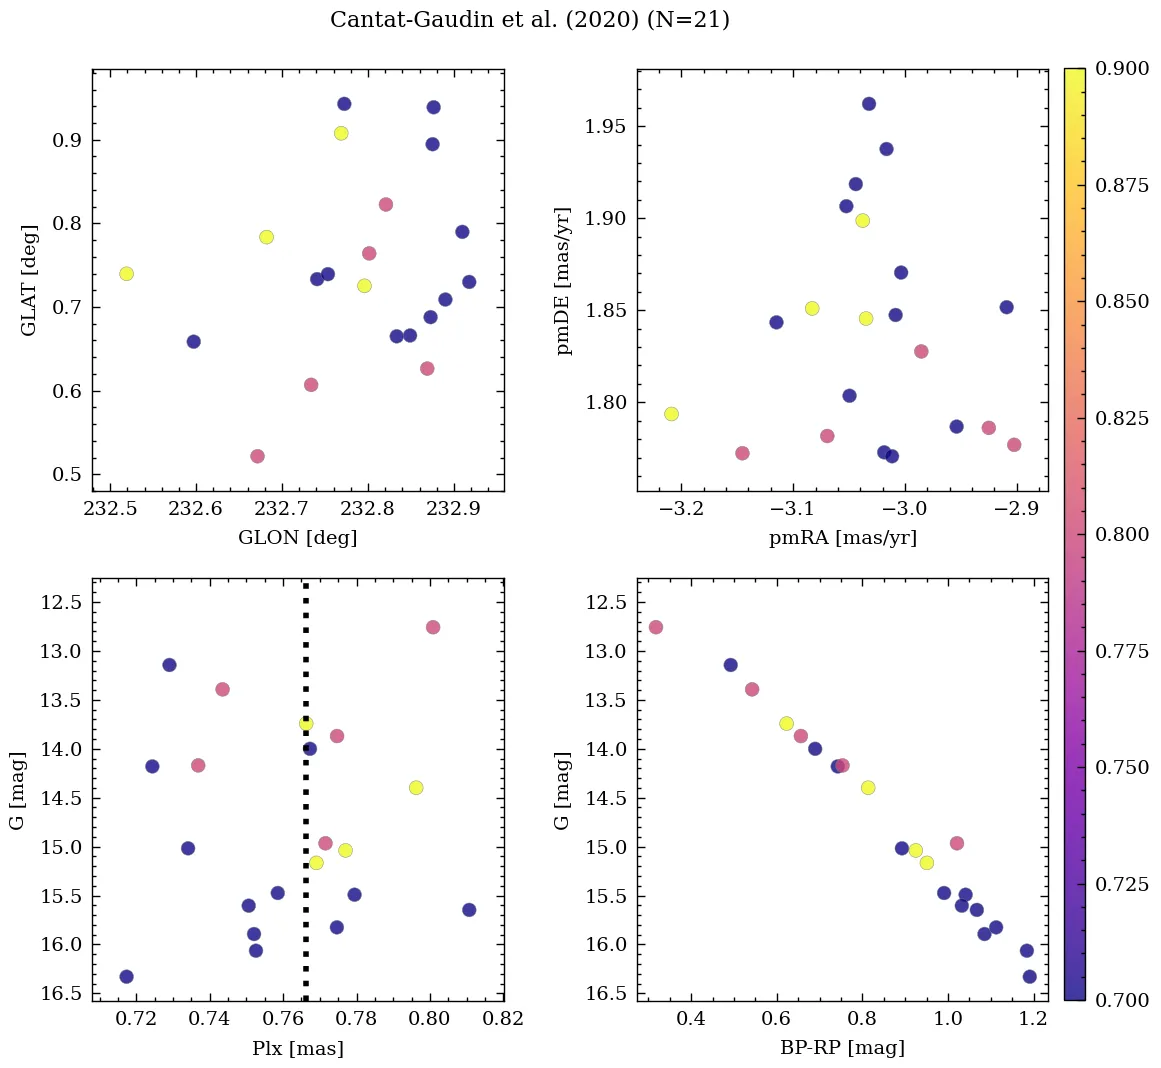 Cantat-Gaudin et al. (2020) (N=21)
0.9
0.8
0.7
0.6
0.5
GLAT [deg]
232.5 232.6 232.7 232.8 232.9
GLON [deg]
1.95
1.90
1.85
1.80
pmDE [mas/yr]
−3.2 −3.1 −3.0 −2.9
pmRA [mas/yr]
12.5
13.0
13.5
14.0
14.5
15.0
15.5
16.0
16.5
G [mag]
0.72 0.74 0.76 0.78 0.80 0.82
Plx [mas]
12.5
13.0
13.5
14.0
14.5
15.0
15.5
16.0
16.5
G [mag]
0.4 0.6 0.8 1.0 1.2
BP-RP [mag]
0.900
0.875
0.850
0.825
0.800
0.775
0.750
0.725
0.700